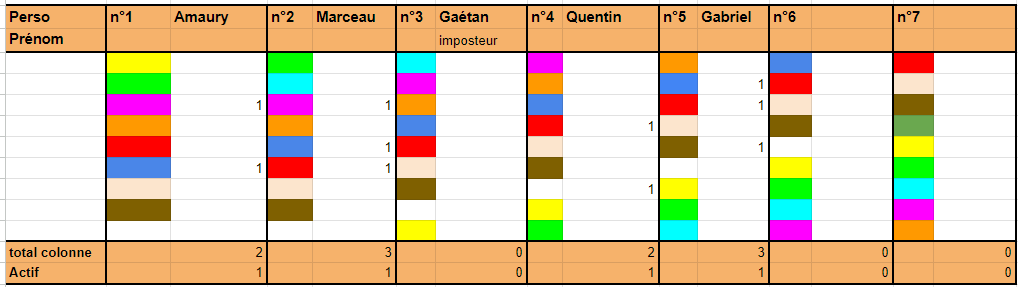 Perso n°1 Amaury n°2 Marceau n°3 Gaétan n°4 Quentin n°5 Gabriel n°6 n°7
Prénom imposteur
1
1 1 1
1
1 1
1 1
1
total colonne 2 3 0 2 3 0 0
Actif 1 1 0 1 1 0 0